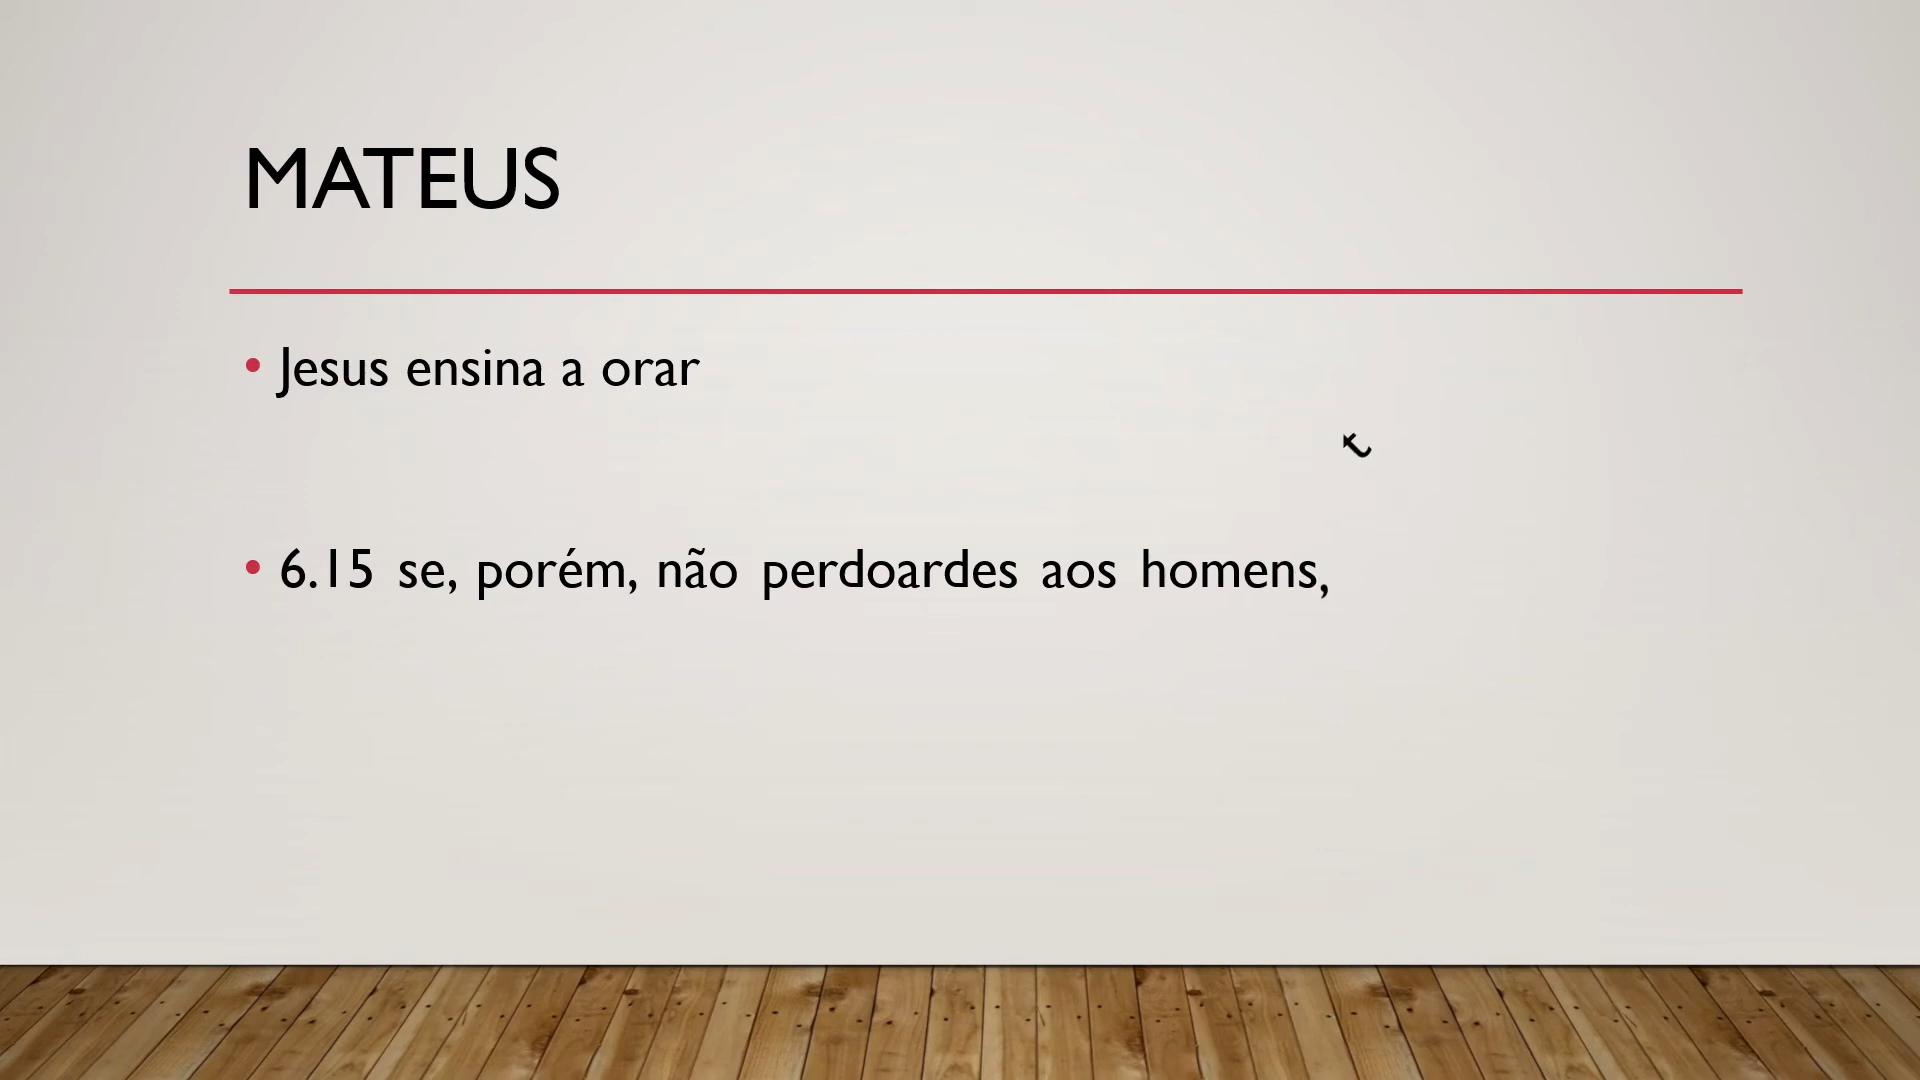 MATEUS
Jesus ensina a orar
t
6.15 se, porém, não perdoardes aos homens,